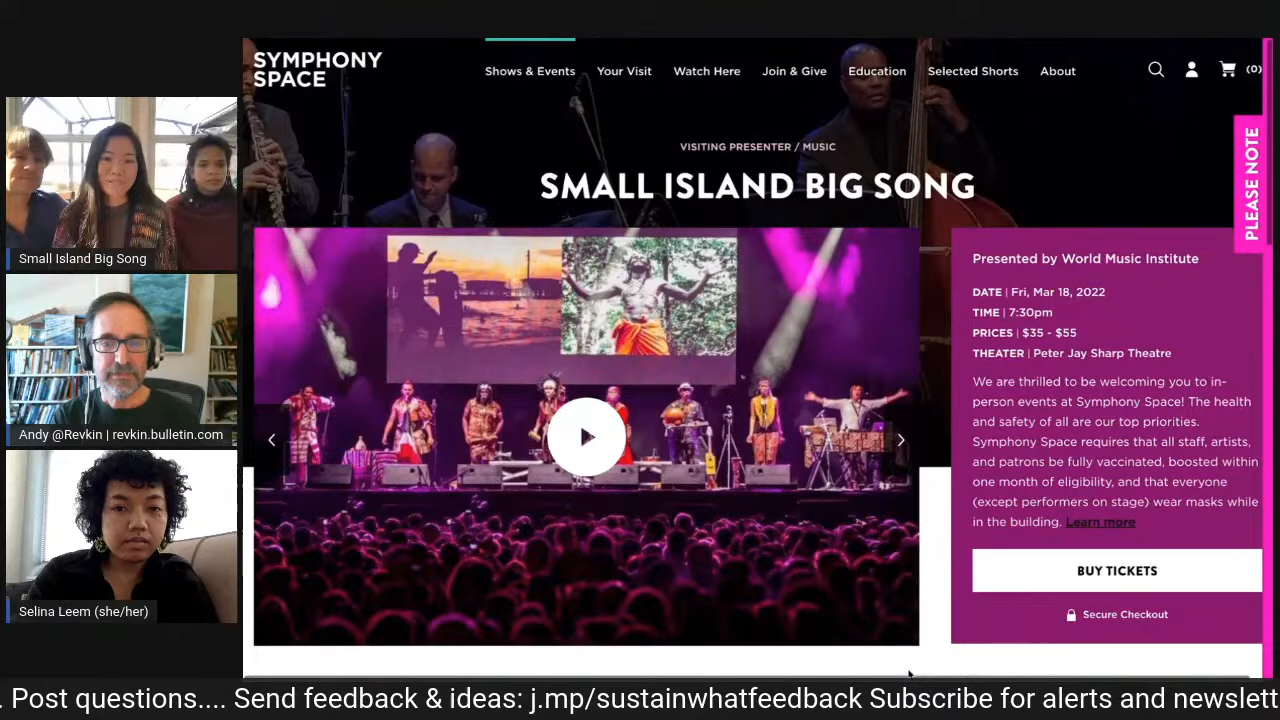 SYMPHONY
SPACE
Shows & Events
Your Visit
Watch Here
Join & Give
Education
Selected Shorts
About
(0)
PLEASE NOTE
VISITING PRESENTER / MUSIC
SMALL ISLAND BIG SONG
Small Island Big Song
Andy @Revkin | revkin.bulletin.com
Selina Leem (she/her)
Presented by World Music Institute
DATE | Fri, Mar 18, 2022
TIME | 7:30pm
PRICES | $35 - $55
THEATER | Peter Jay Sharp Theatre
We are thrilled to be welcoming you to in-
person events at Symphony Space! The health
and safety of all are our top priorities.
Symphony Space requires that all staff, artists,
and patrons be fully vaccinated, boosted within
one month of eligibility, and that everyone
(except performers on stage) wear masks while
in the building. Learn more
BUY TICKETS
Secure Checkout
. Post questions.... Send feedback & ideas: j.mp/sustainwhatfeedback Subscribe for alerts and newslett